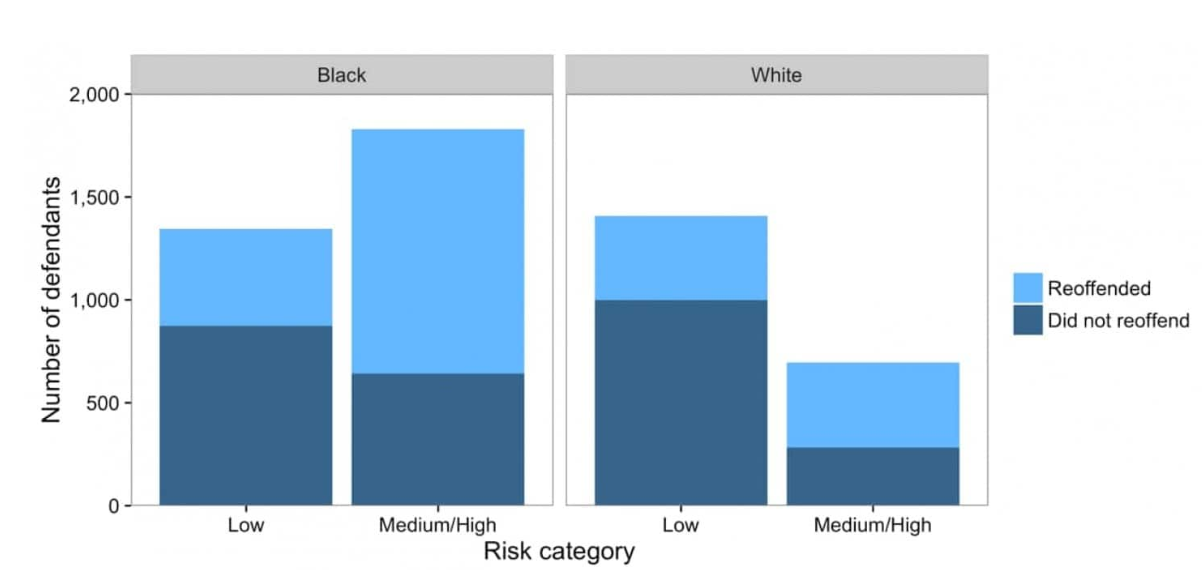 Black
White
2,000
1,500
1,000
500
0
Number of defendants
Low
Medium/High
Low
Medium/High
Risk category
Reoffended
Did not reoffend